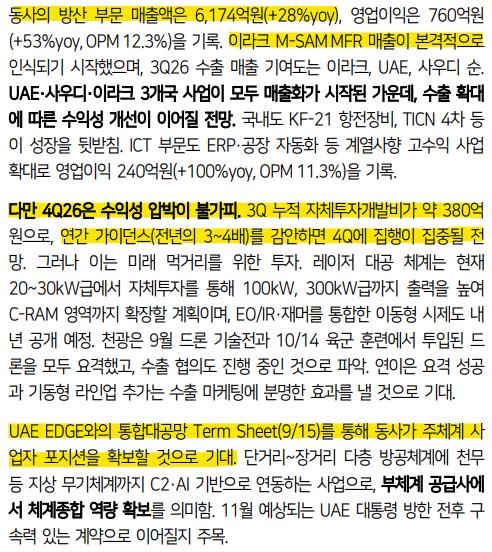 동사의 방산 부문 매출액은 6,174억원(+28%yoy), 영업이익은 760억원
(+53%yoy, OPM 12.3%)을 기록. 이라크 M-SAM MFR 매출이 본격적으로
인식되기 시작했으며, 3Q26 수출 매출 기여도는 이라크, UAE, 사우디 순.
UAE·사우디·이라크 3개국 사업이 모두 매출화가 시작된 가운데, 수출 확대
에 따른 수익성 개선이 이어질 전망. 국내도 KF-21 항전장비, TICN 4차 등
이 성장을 뒷받침. ICT 부문도 ERP·공장 자동화 등 계열사향 고수익 사업
확대로 영업이익 240억원(+100%yoy, OPM 11.3%)을 기록.
다만 4Q26은 수익성 압박이 불가피. 3Q 누적 자체투자개발비가 약 380억
원으로, 연간 가이던스(전년의 3~4배)를 감안하면 4Q에 집행이 집중될 전
망. 그러나 이는 미래 먹거리를 위한 투자. 레이저 대공 체계는 현재
20~30kW급에서 자체투자를 통해 100kW, 300kW급까지 출력을 높여
C-RAM 영역까지 확장할 계획이며, EO/IR·재머를 통합한 이동형 시제도 내
년 공개 예정. 천광은 9월 드론 기술전과 10/14 육군 훈련에서 투입된 드
론을 모두 요격했고, 수출 협의도 진행 중인 것으로 파악. 연이은 요격 성공
과 기동형 라인업 추가는 수출 마케팅에 분명한 효과를 낼 것으로 기대.
UAE EDGE와의 통합대공망 Term Sheet(9/15)를 통해 동사가 주체계 사
업자 포지션을 확보할 것으로 기대. 단거리~장거리 다층 방공체계에 천무
등 지상 무기체계까지 C2·AI 기반으로 연동하는 사업으로, 부체계 공급사에
서 체계종합 역량 확보를 의미함. 11월 예상되는 UAE 대통령 방한 전후 구
속력 있는 계약으로 이어질지 주목.